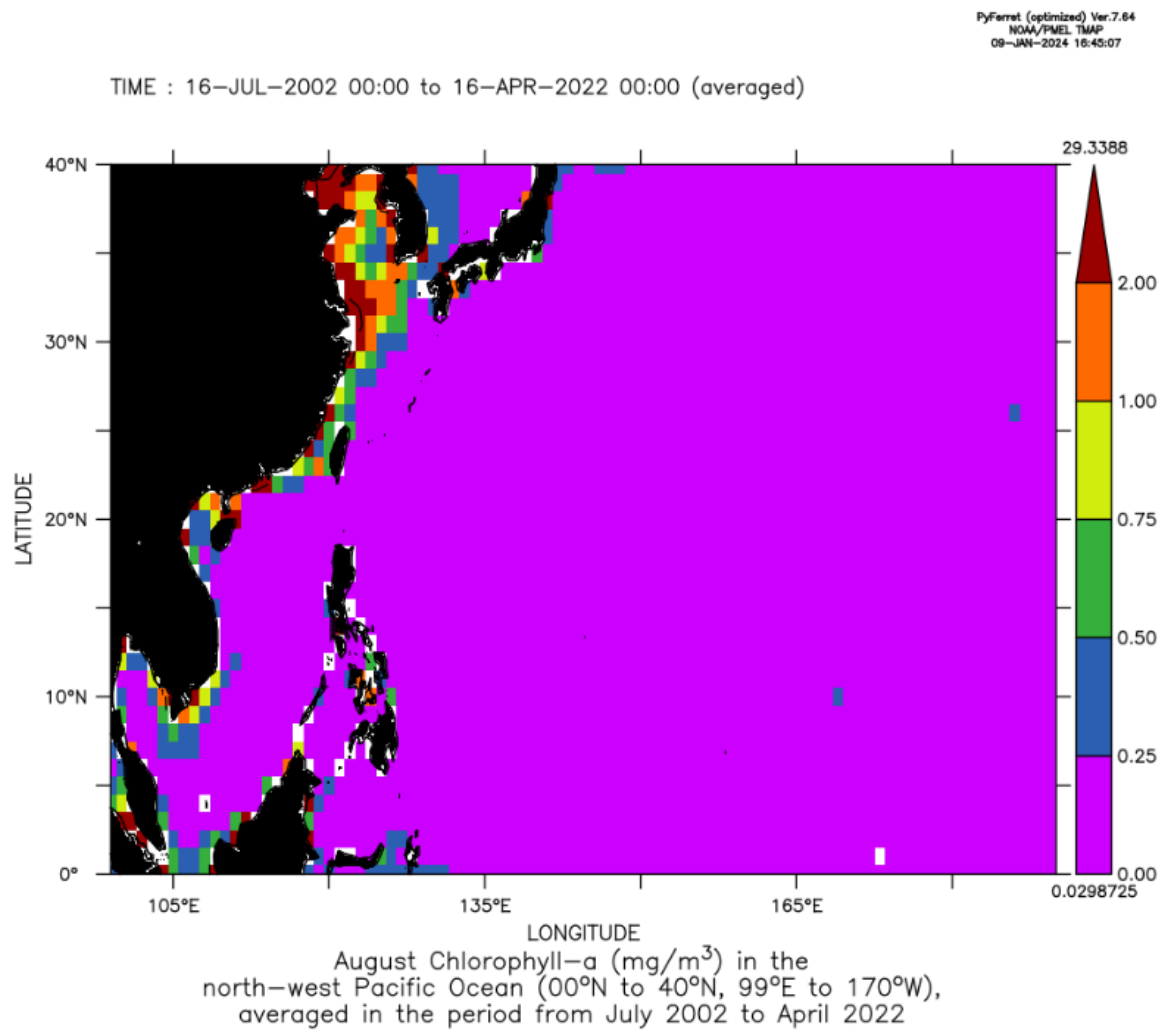 PyFerret (optimized) Ver.7.64
NOAA/PMEL TMAP
09-JAN-2024 16:45:07
TIME : 16-JUL-2002 00:00 to 16-APR-2022 00:00 (averaged)
29.3388
40°N
30°N
20°N
10°N
0°
LATITUDE
2.00
1.00
0.75
0.50
0.25
0.00
0.0298725
105°E
135°E
165°E
LONGITUDE
August Chlorophyll-a (mg/m³) in the
north-west Pacific Ocean (00°N to 40°N, 99°E to 170°W),
averaged in the period from July 2002 to April 2022